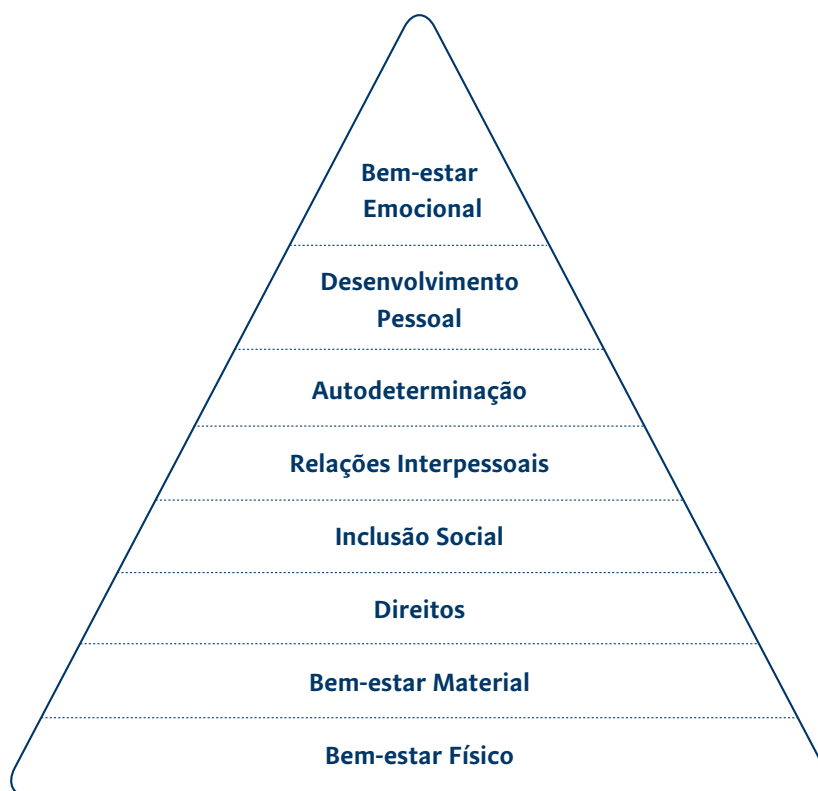 Bem-estar
Emocional
Desenvolvimento
Pessoal
Autodeterminação
Relações Interpessoais
Inclusão Social
Direitos
Bem-estar Material
Bem-estar Físico